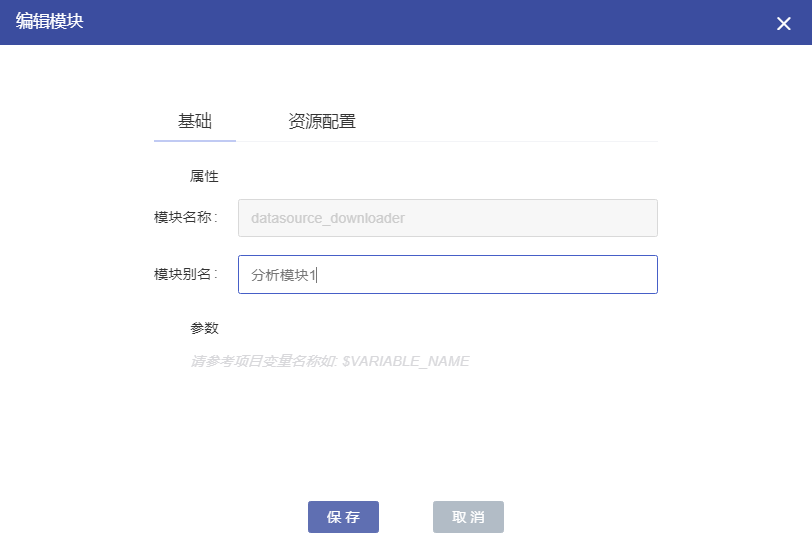 编辑模块
基础 资源配置
属性
模块名称: datasource_downloader
模块别名: 分析模块1
参数
请参考项目变量名称如: $VARIABLE_NAME
保存 取消